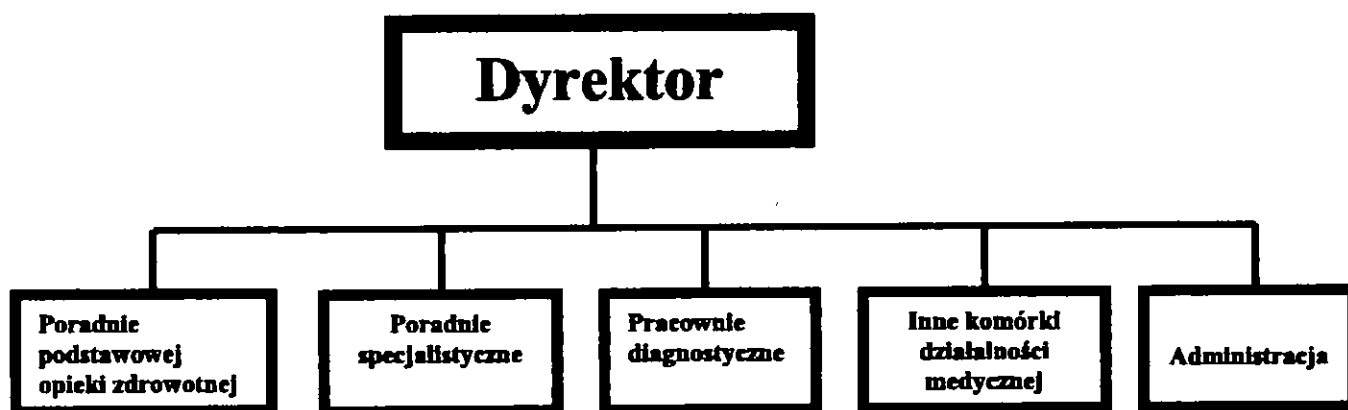 Dyrektor
Poradnie
podstawowej
opieki zdrowotnej
Poradnie
specjalistyczne
Pracownie
diagnostyczne
Inne komórki
działalności
medycznej
Administracja